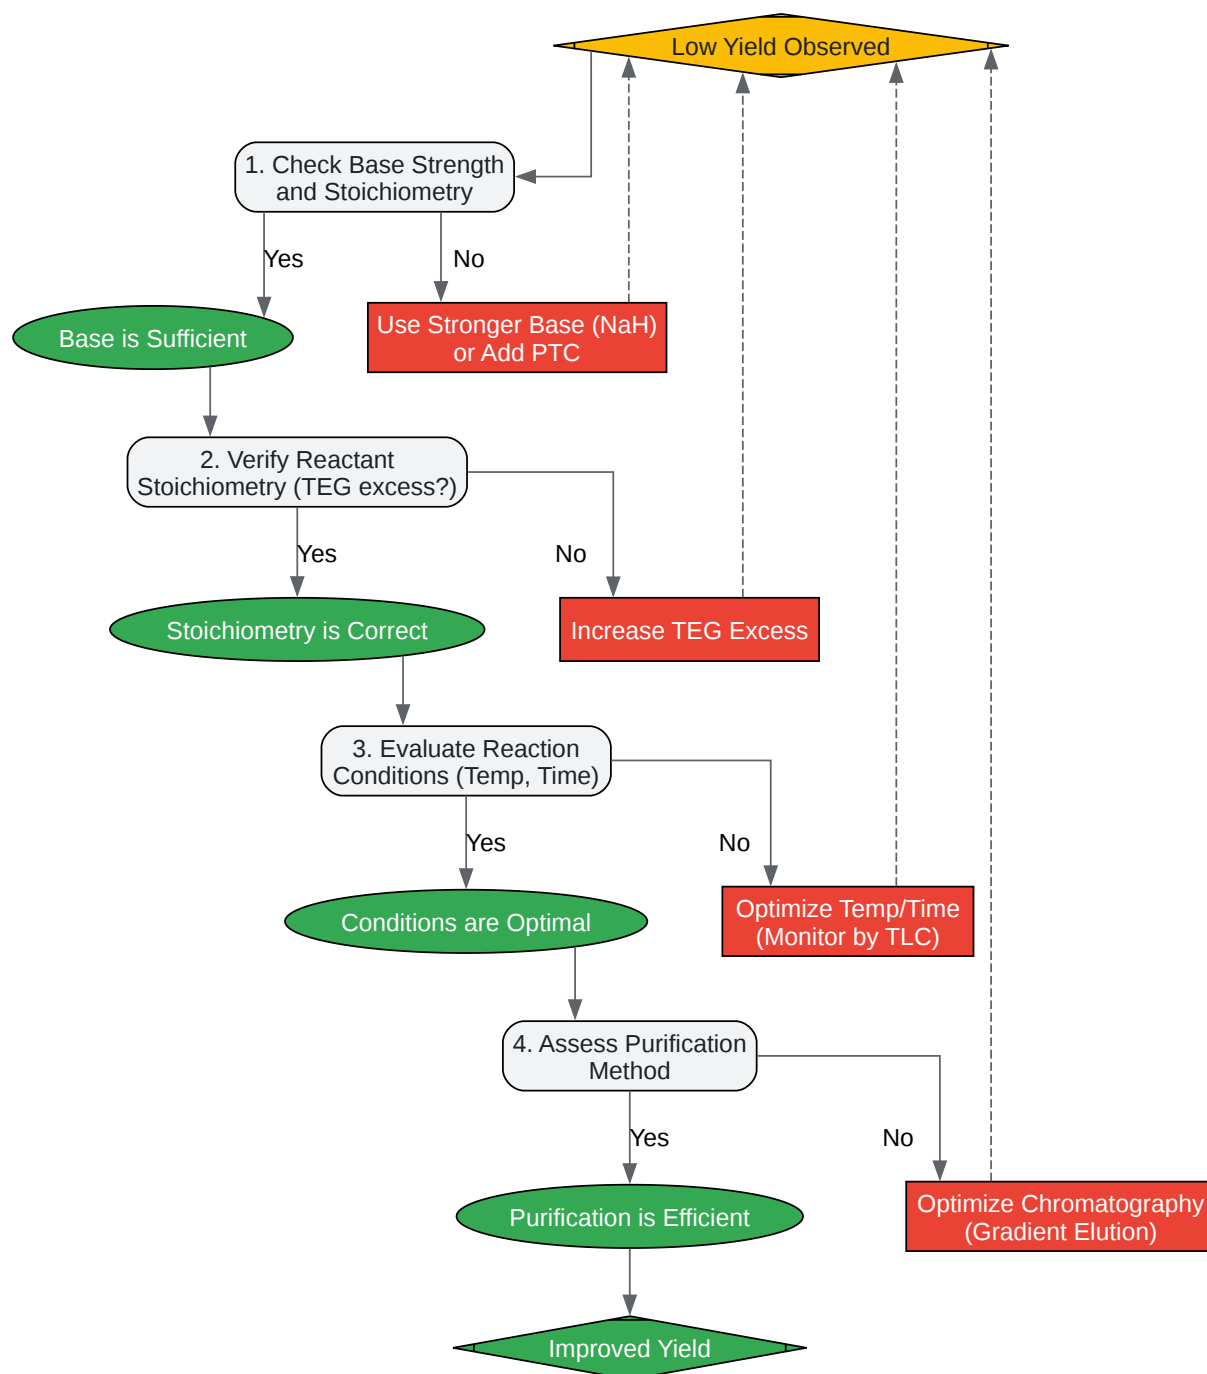 Low Yield Observed
1. Check Base Strength
and Stoichiometry
Yes
No
Base is Sufficient
Use Stronger Base (NaH)
or Add PTC
2. Verify Reactant
Stoichiometry (TEG excess?)
Yes
No
Stoichiometry is Correct
Increase TEG Excess
3. Evaluate Reaction
Conditions (Temp, Time)
Yes
No
Conditions are Optimal
Optimize Temp/Time
(Monitor by TLC)
4. Assess Purification
Method
Yes
No
Purification is Efficient
Optimize Chromatography
(Gradient Elution)
Improved Yield